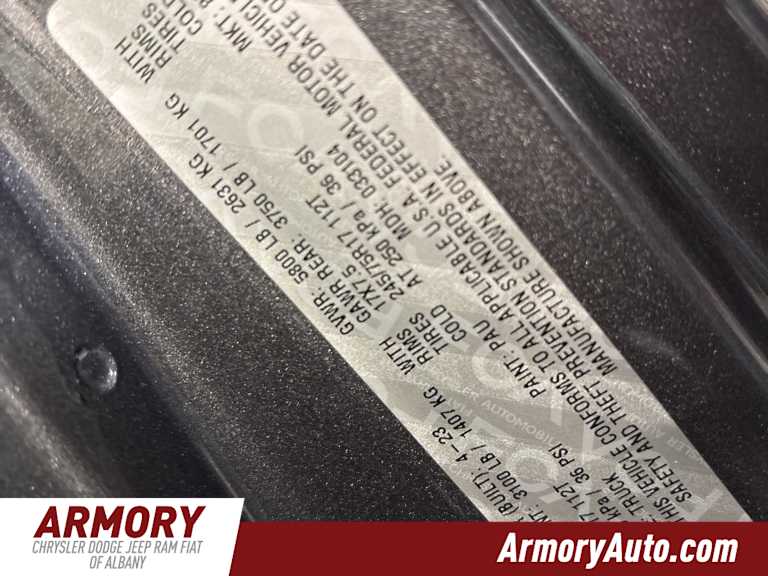 (BUILT): 4-23
GVWR: 5800 LB / 2631 KG
3100 LB / 1407 KG
WITH
GAWR REAR: 3750 LB / 1701 KG
WITH
17 112T
RIMS
17X7.5
RIMS
kPa / 36 PSI
TIRES
245/75R17 112T
TIRES
TRUCK
COLD
AT 250 kPa / 36 PSI
COLD
PAINT: PAU
MDH: 033104
MKT:
THIS VEHICLE CONFORMS TO ALL APPLICABLE U.S.A. FEDERAL MOTOR VEHICLE
SAFETY AND THEFT PREVENTION STANDARDS IN EFFECT ON THE DATE OF
MANUFACTURE SHOWN ABOVE.
ARMORY
CHRYSLER DODGE JEEP RAM FIAT
OF ALBANY
ArmoryAuto.com